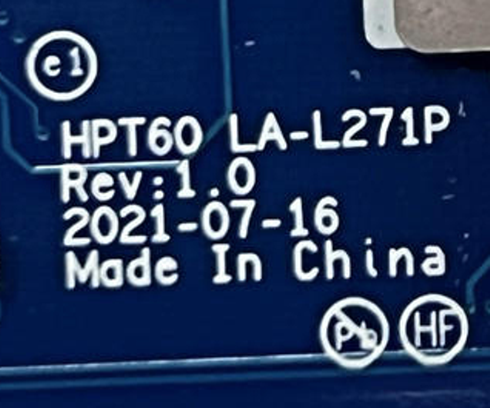 e1
HPT60 LA-L271P
Rev:1.0
2021-07-16
Made In China
Pb HF